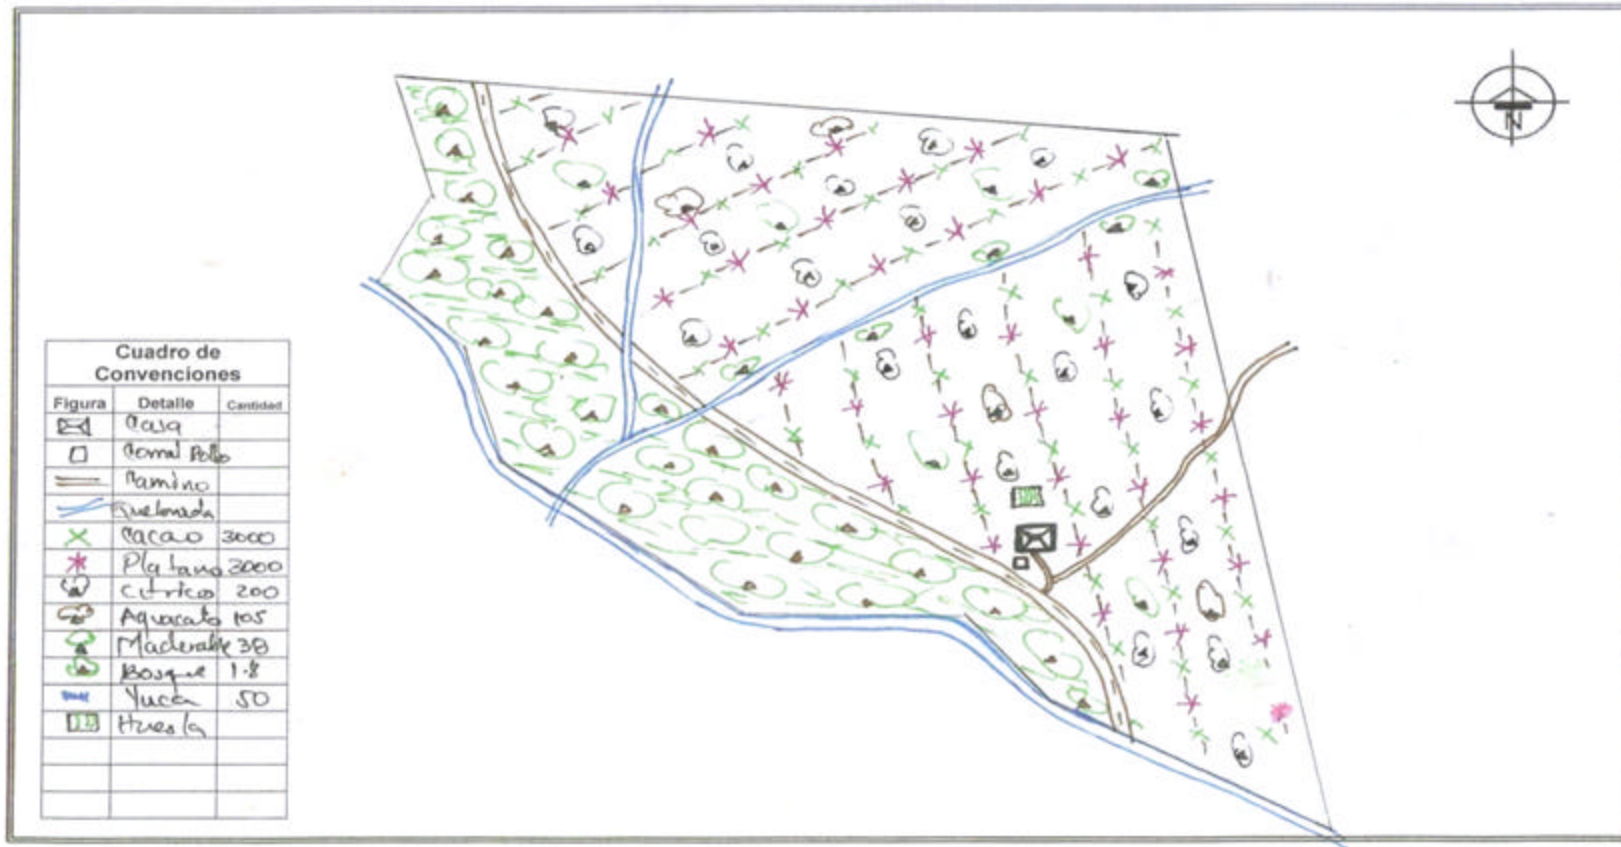 N
Cuadro de
Convenciones
Figura Detalle Cantidad
Casa
Corral Pollo
Camino
Quebrada
Cacao 3000
Platano 3000
Citricos 200
Aguacate 105
Maderable 38
Bosque 1.8
Yuca 50
Huerta